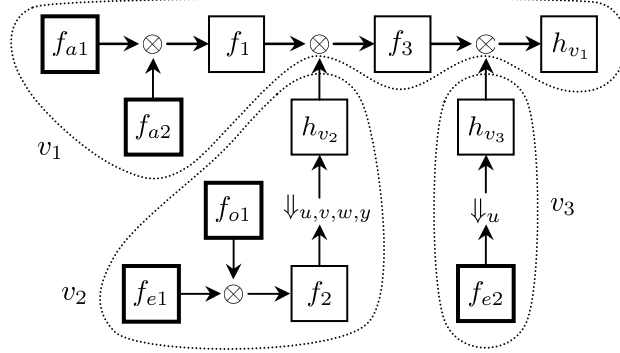 f_{a1} ⊗ f_1 ⊗ f_3 ⊗ h_{v_1}
f_{a2} h_{v_2} h_{v_3}
v_1
f_{o1} ⇓_{u,v,w,y} ⇓_u v_3
v_2 f_{e1} ⊗ f_2 f_{e2}